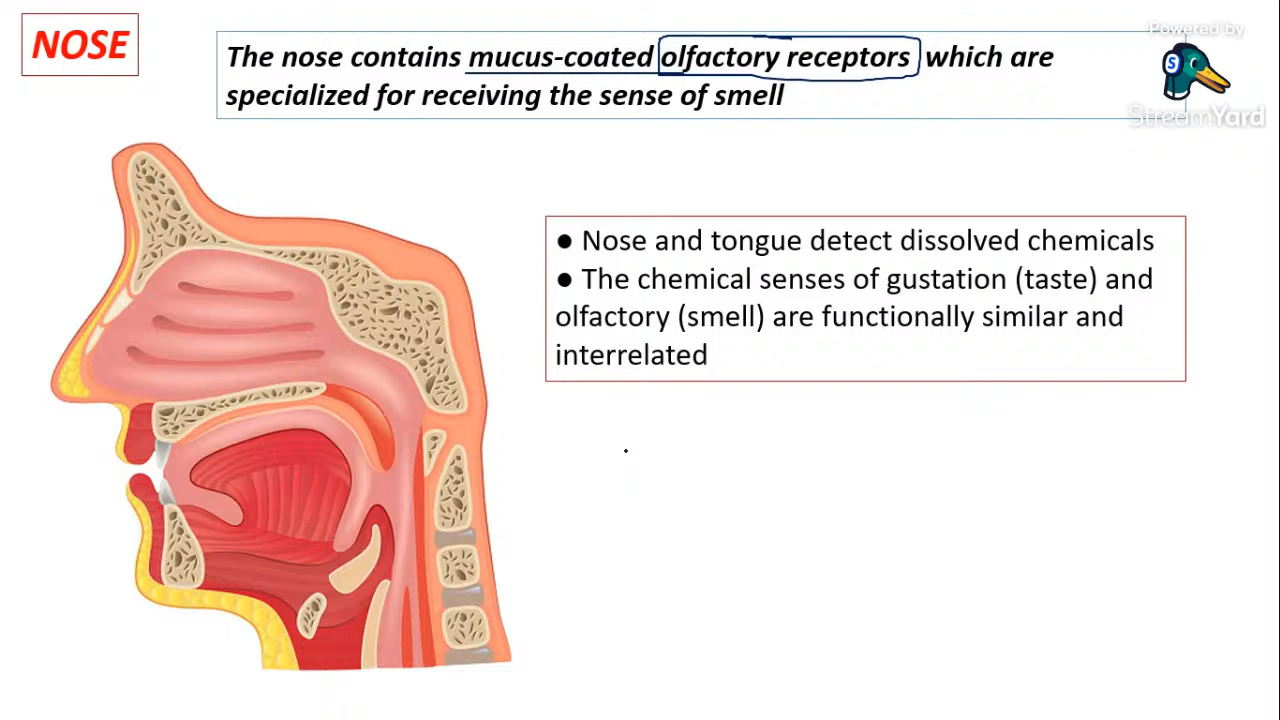 NOSE
The nose contains mucus-coated olfactory receptors which are
specialized for receiving the sense of smell
Powered by
S
StreamYard
● Nose and tongue detect dissolved chemicals
● The chemical senses of gustation (taste) and
olfactory (smell) are functionally similar and
interrelated